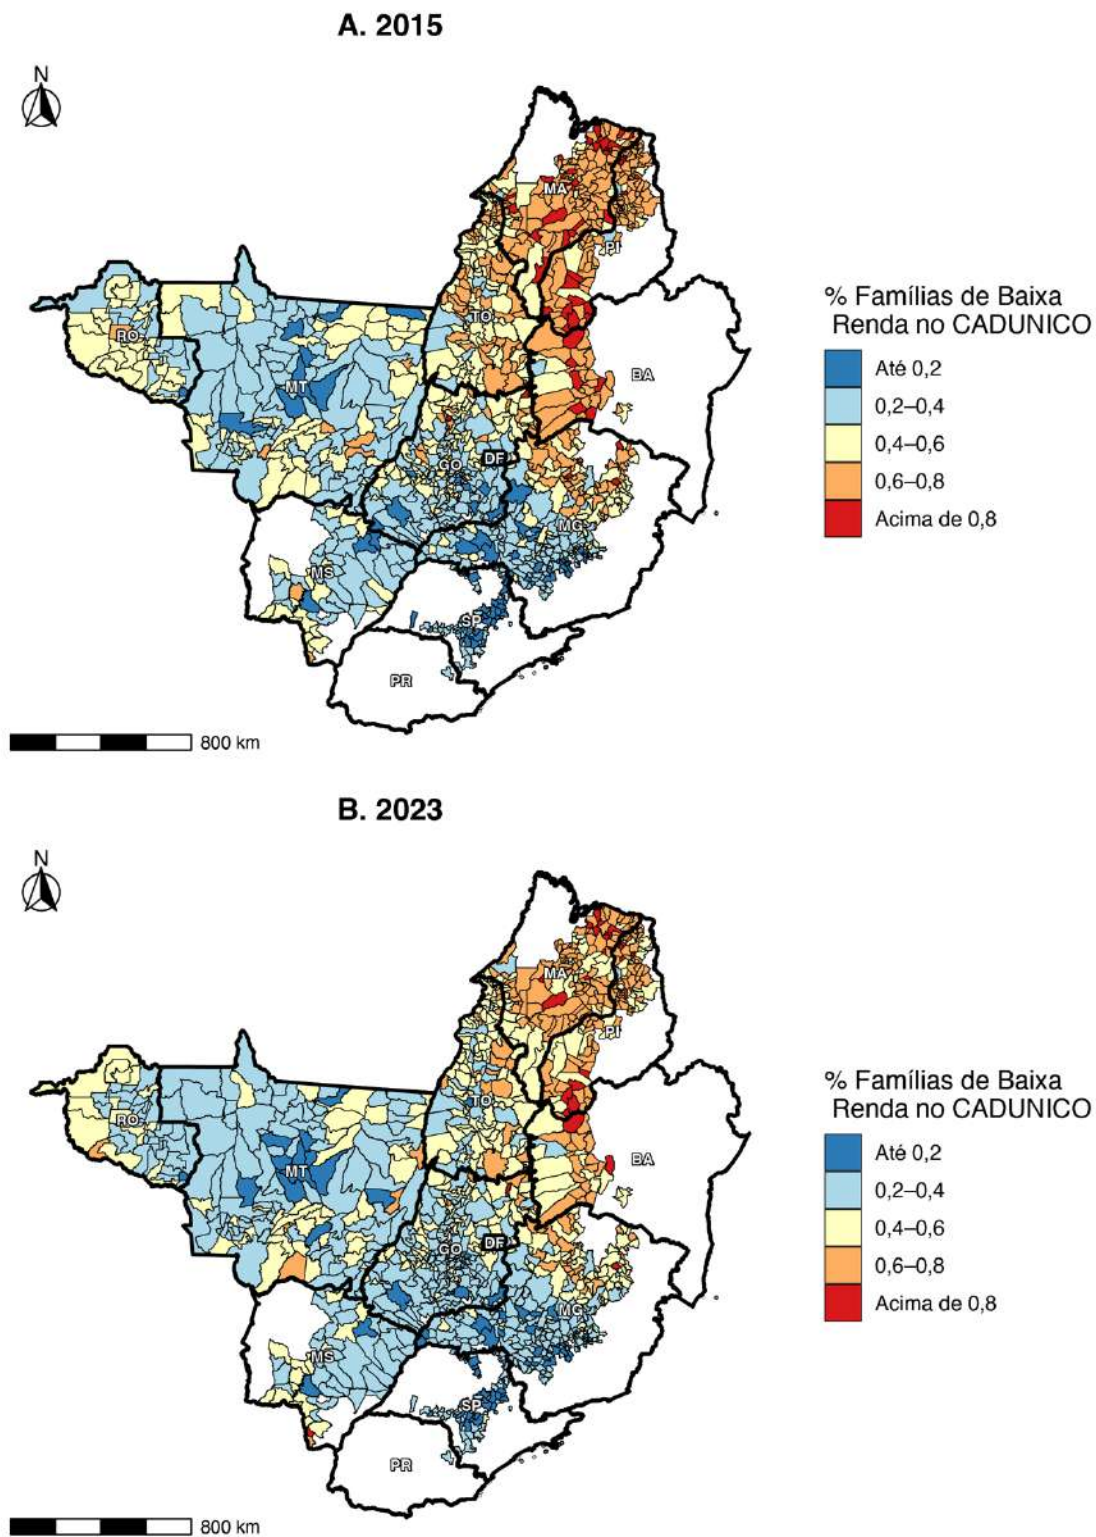 A. 2015
N
MA
PI
TO
RO
MT
BA
GO
DF
MG
MS
SP
PR
800 km
% Famílias de Baixa
Renda no CADUNICO
Até 0,2
0,2–0,4
0,4–0,6
0,6–0,8
Acima de 0,8
B. 2023
N
MA
PI
TO
RO
MT
BA
GO
DF
MG
MS
SP
PR
800 km
% Famílias de Baixa
Renda no CADUNICO
Até 0,2
0,2–0,4
0,4–0,6
0,6–0,8
Acima de 0,8